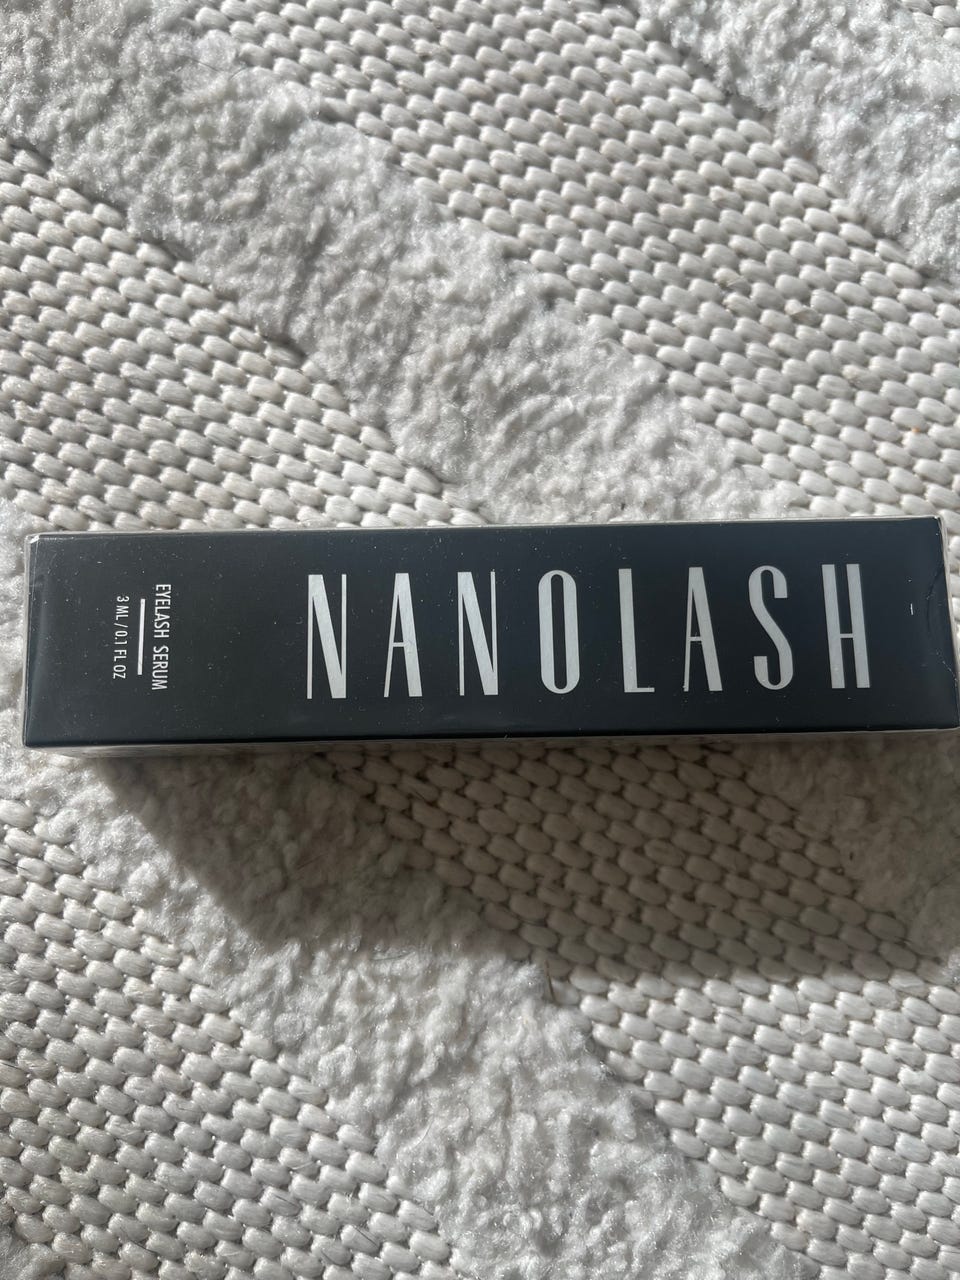 NANOLASH
EYELASH SERUM
3 ML / 0.1 FL OZ